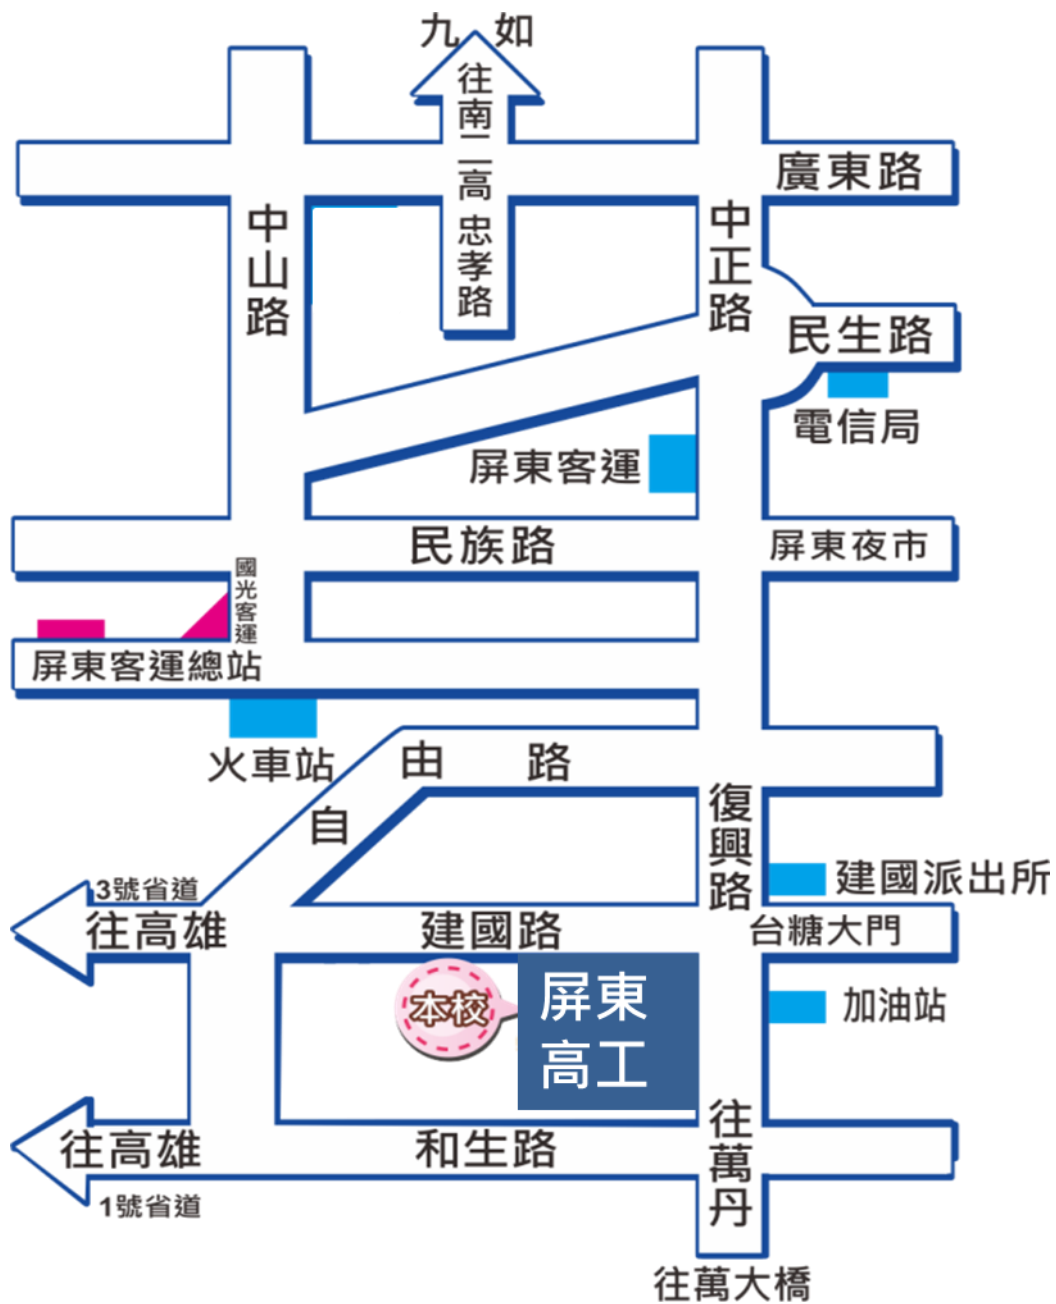 九如
往南二高 忠孝路
廣東路
中山路
中正路
民生路
電信局
屏東客運
民族路
屏東夜市
國光客運
屏東客運總站
火車站
自由路
復興路
建國派出所
3號省道
往高雄
建國路
台糖大門
本校
屏東
高工
加油站
往高雄
和生路
往萬丹
1號省道
往萬大橋